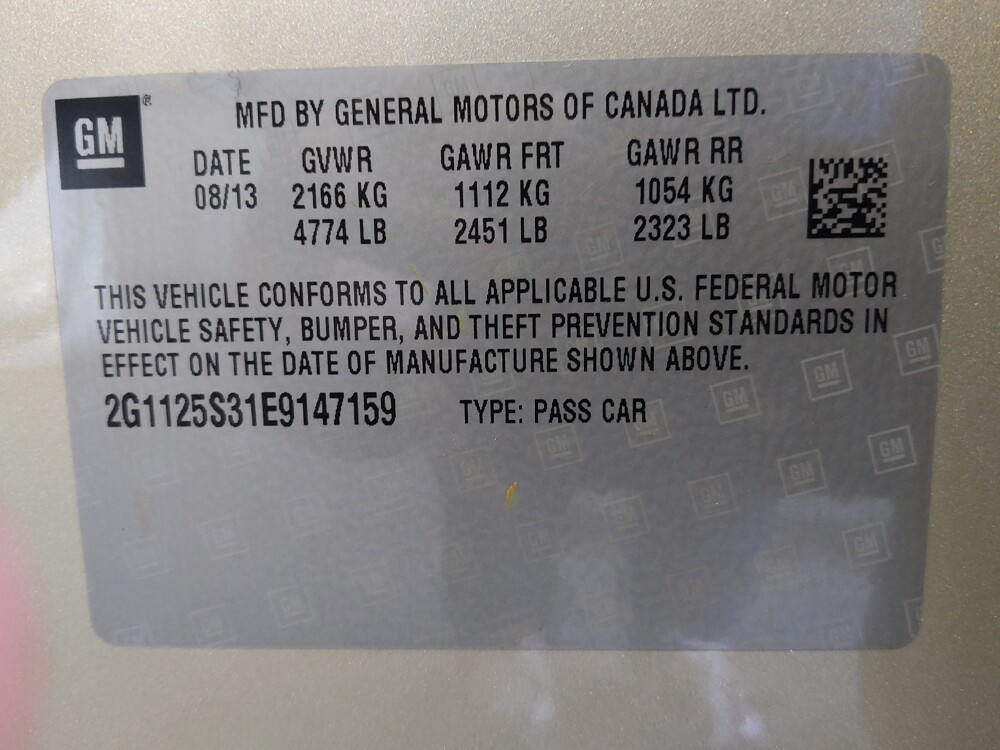 GM ®
MFD BY GENERAL MOTORS OF CANADA LTD.
DATE GVWR GAWR FRT GAWR RR
08/13 2166 KG 1112 KG 1054 KG
4774 LB 2451 LB 2323 LB
THIS VEHICLE CONFORMS TO ALL APPLICABLE U.S. FEDERAL MOTOR
VEHICLE SAFETY, BUMPER, AND THEFT PREVENTION STANDARDS IN
EFFECT ON THE DATE OF MANUFACTURE SHOWN ABOVE.
2G1125S31E9147159 TYPE: PASS CAR